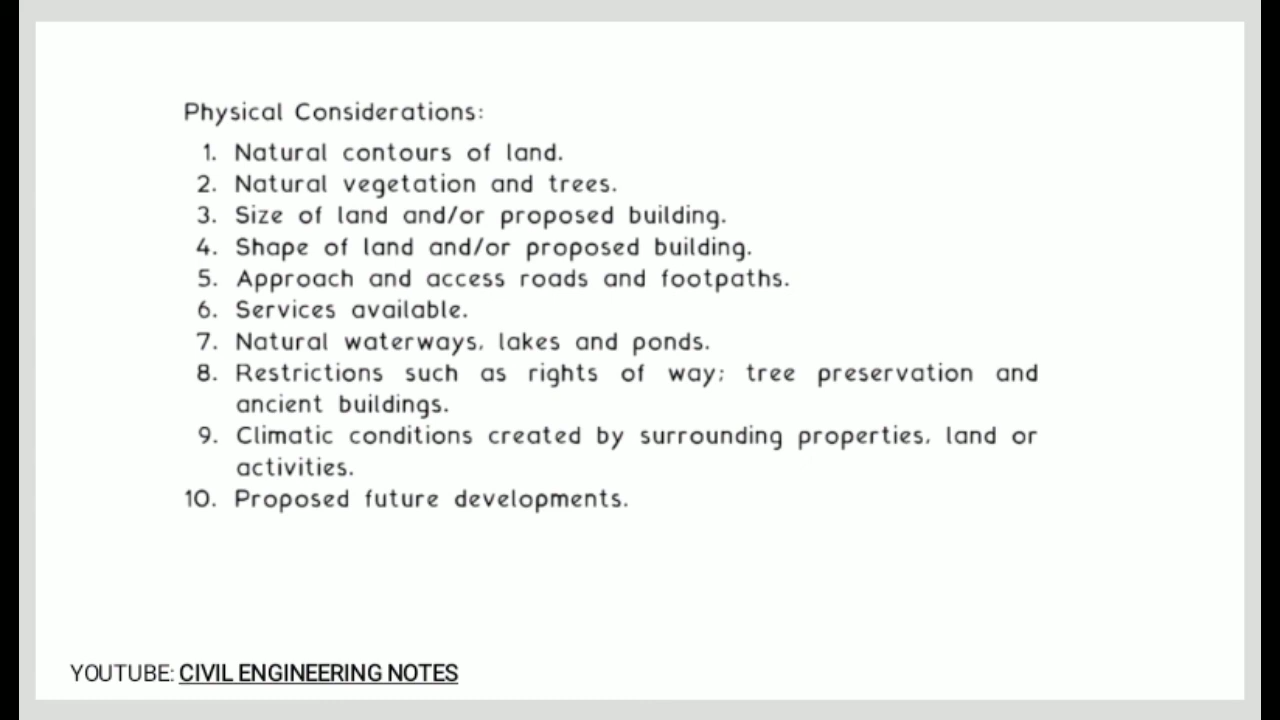 Physical Considerations:
1. Natural contours of land.
2. Natural vegetation and trees.
3. Size of land and/or proposed building.
4. Shape of land and/or proposed building.
5. Approach and access roads and footpaths.
6. Services available.
7. Natural waterways, lakes and ponds.
8. Restrictions such as rights of way; tree preservation and
ancient buildings.
9. Climatic conditions created by surrounding properties, land or
activities.
10. Proposed future developments.
YOUTUBE: CIVIL ENGINEERING NOTES